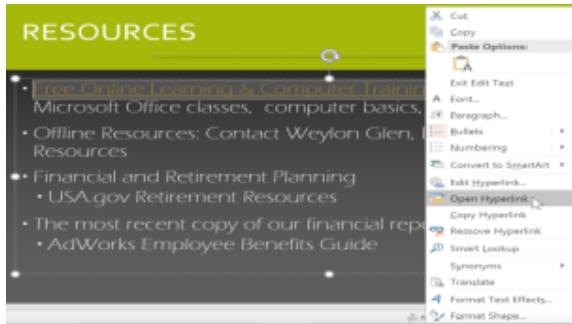 RESOURCES
• Free Online Learning & Computer Trainin
Microsoft Office classes, computer basics,
• Offline Resources: Contact Weylon Glen,
Resources
• Financial and Retirement Planning
• USA.gov Retirement Resources
• The most recent copy of our financial repo
• AdWorks Employee Benefits Guide
Cut
Copy
Paste Options:
Exit Edit Text
Font...
Paragraph...
Bullets
Numbering
Convert to SmartArt
Edit Hyperlink...
Open Hyperlink
Copy Hyperlink
Remove Hyperlink
Smart Lookup
Synonyms
Translate
Format Text Effects...
Format Shape...